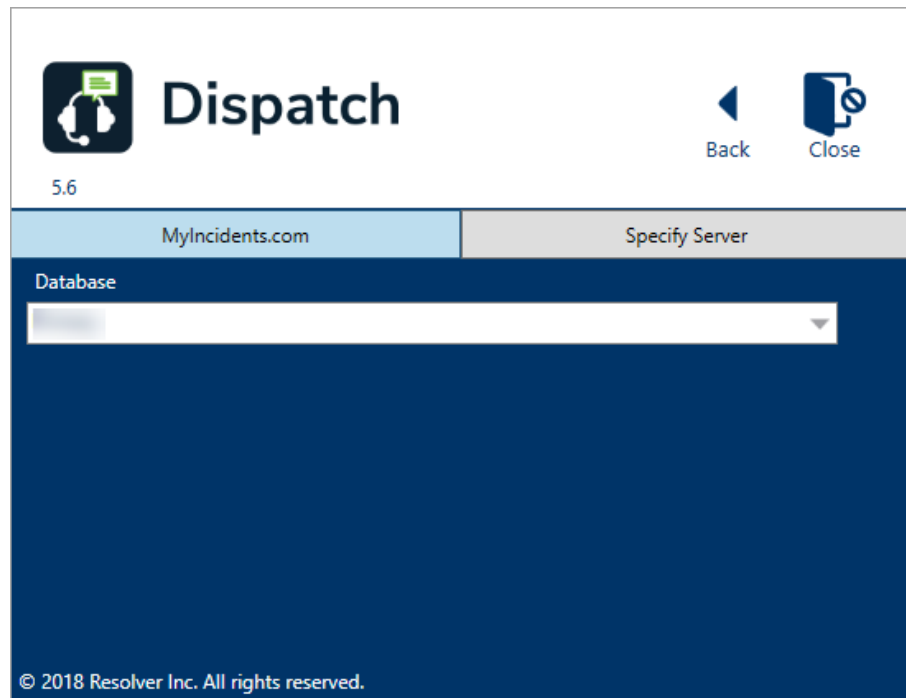 Dispatch
Back
Close
5.6
MyIncidents.com
Specify Server
Database
© 2018 Resolver Inc. All rights reserved.